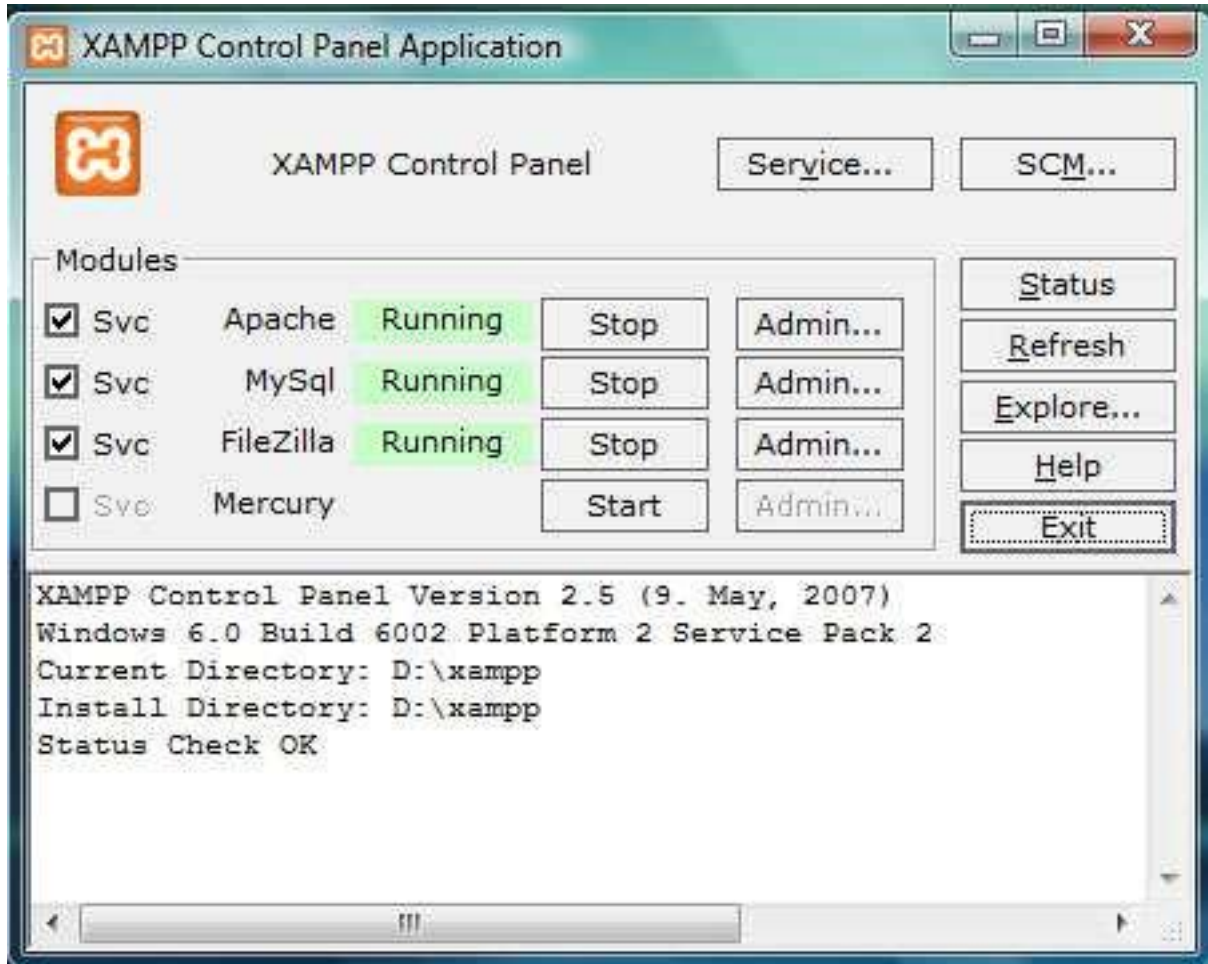 XAMPP Control Panel Application
XAMPP Control Panel Service... SCM...
Modules
Status
Svc Apache Running Stop Admin...
Refresh
Svc MySql Running Stop Admin...
Explore...
Svc FileZilla Running Stop Admin...
Help
Svc Mercury Start Admin...
Exit
XAMPP Control Panel Version 2.5 (9. May, 2007)
Windows 6.0 Build 6002 Platform 2 Service Pack 2
Current Directory: D:\xampp
Install Directory: D:\xampp
Status Check OK